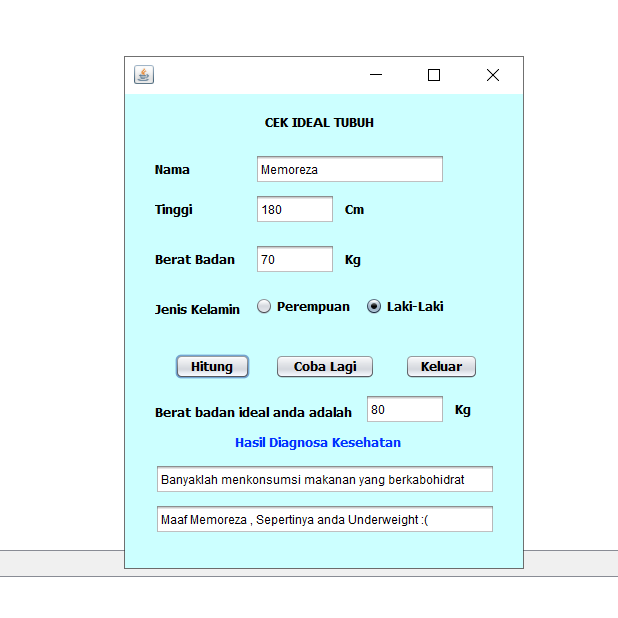 CEK IDEAL TUBUH
Nama Memoreza
Tinggi 180 Cm
Berat Badan 70 Kg
Jenis Kelamin Perempuan Laki-Laki
Hitung Coba Lagi Keluar
Berat badan ideal anda adalah 80 Kg
Hasil Diagnosa Kesehatan
Banyaklah menkonsumsi makanan yang berkabohidrat
Maaf Memoreza , Sepertinya anda Underweight :(